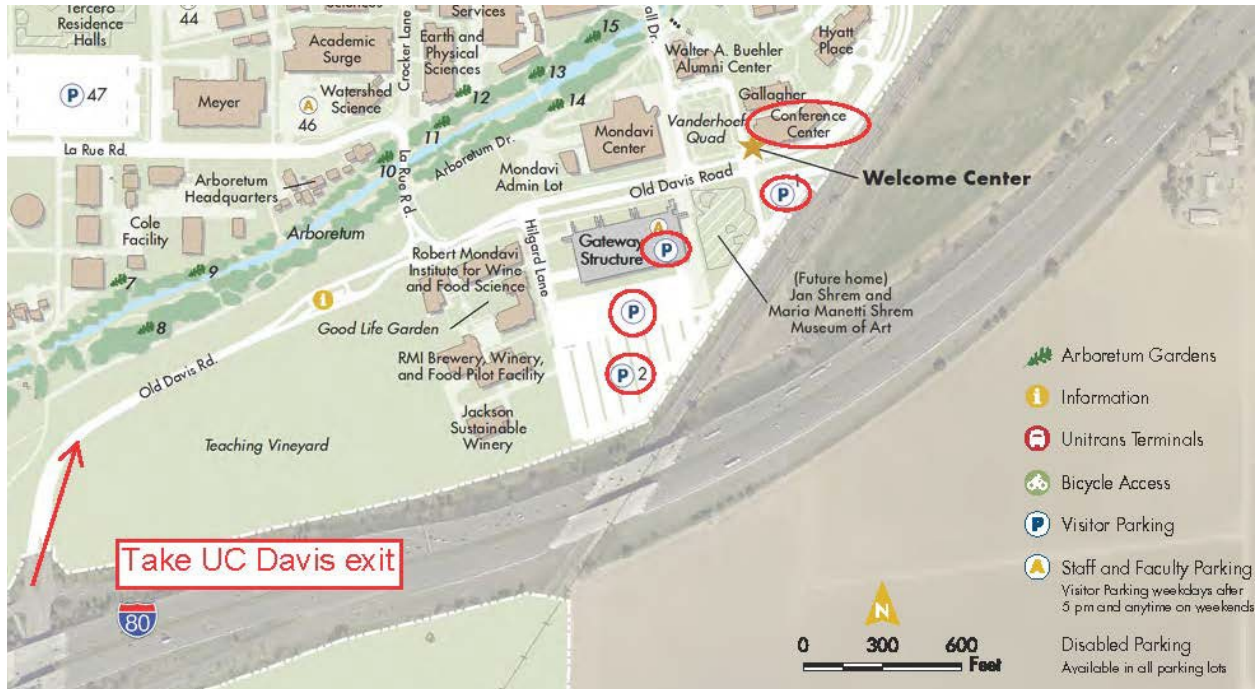 Tercero
Residence
Halls
44
Sciences
Services
Academic
Surge
Crocker Lane
Earth and
Physical
Sciences
15
all Dr.
Walter A. Buehler
Alumni Center
Hyatt
Place
P 47
Meyer
A
46
Watershed
Science
12
13
14
11
Mondavi
Center
Vanderhoef
Quad
Gallagher
Conference
Center
La Rue Rd.
La Rue Rd.
10
Arboretum Dr.
Arboretum
Headquarters
Mondavi
Admin Lot
Old Davis Road
Welcome Center
P 1
Cole
Facility
Arboretum
7
9
8
Hilgard Lane
Gateway
Structure
A
P
Robert Mondavi
Institute for Wine
and Food Science
(Future home)
Jan Shrem and
Maria Manetti Shrem
Museum of Art
i
Good Life Garden
P
RMI Brewery, Winery,
and Food Pilot Facility
P 2
Old Davis Rd.
Jackson
Sustainable
Winery
Teaching Vineyard
Take UC Davis exit
80
Arboretum Gardens
i Information
Unitrans Terminals
Bicycle Access
P Visitor Parking
A Staff and Faculty Parking
Visitor Parking weekdays after
5 pm and anytime on weekends
Disabled Parking
Available in all parking lots
N
0 300 600
Feet